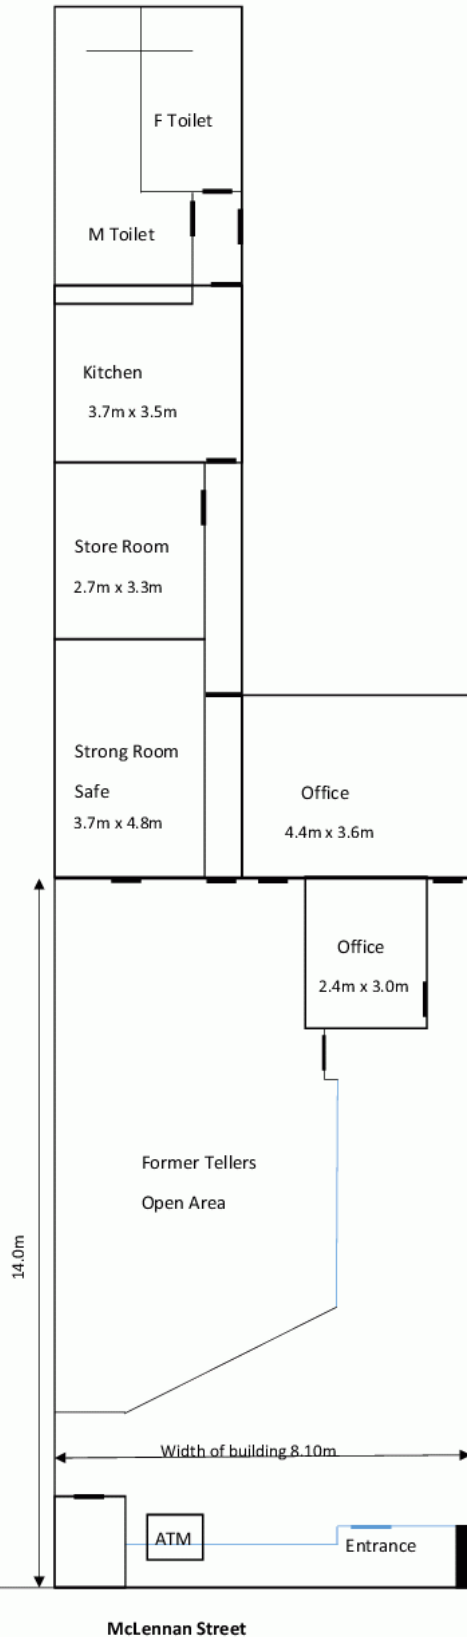 F Toilet
M Toilet
Kitchen
3.7m x 3.5m
Store Room
2.7m x 3.3m
Strong Room
Safe
3.7m x 4.8m
Office
4.4m x 3.6m
Office
2.4m x 3.0m
Former Tellers
Open Area
14.0m
Width of building 8.10m
ATM
Entrance
McLennan Street